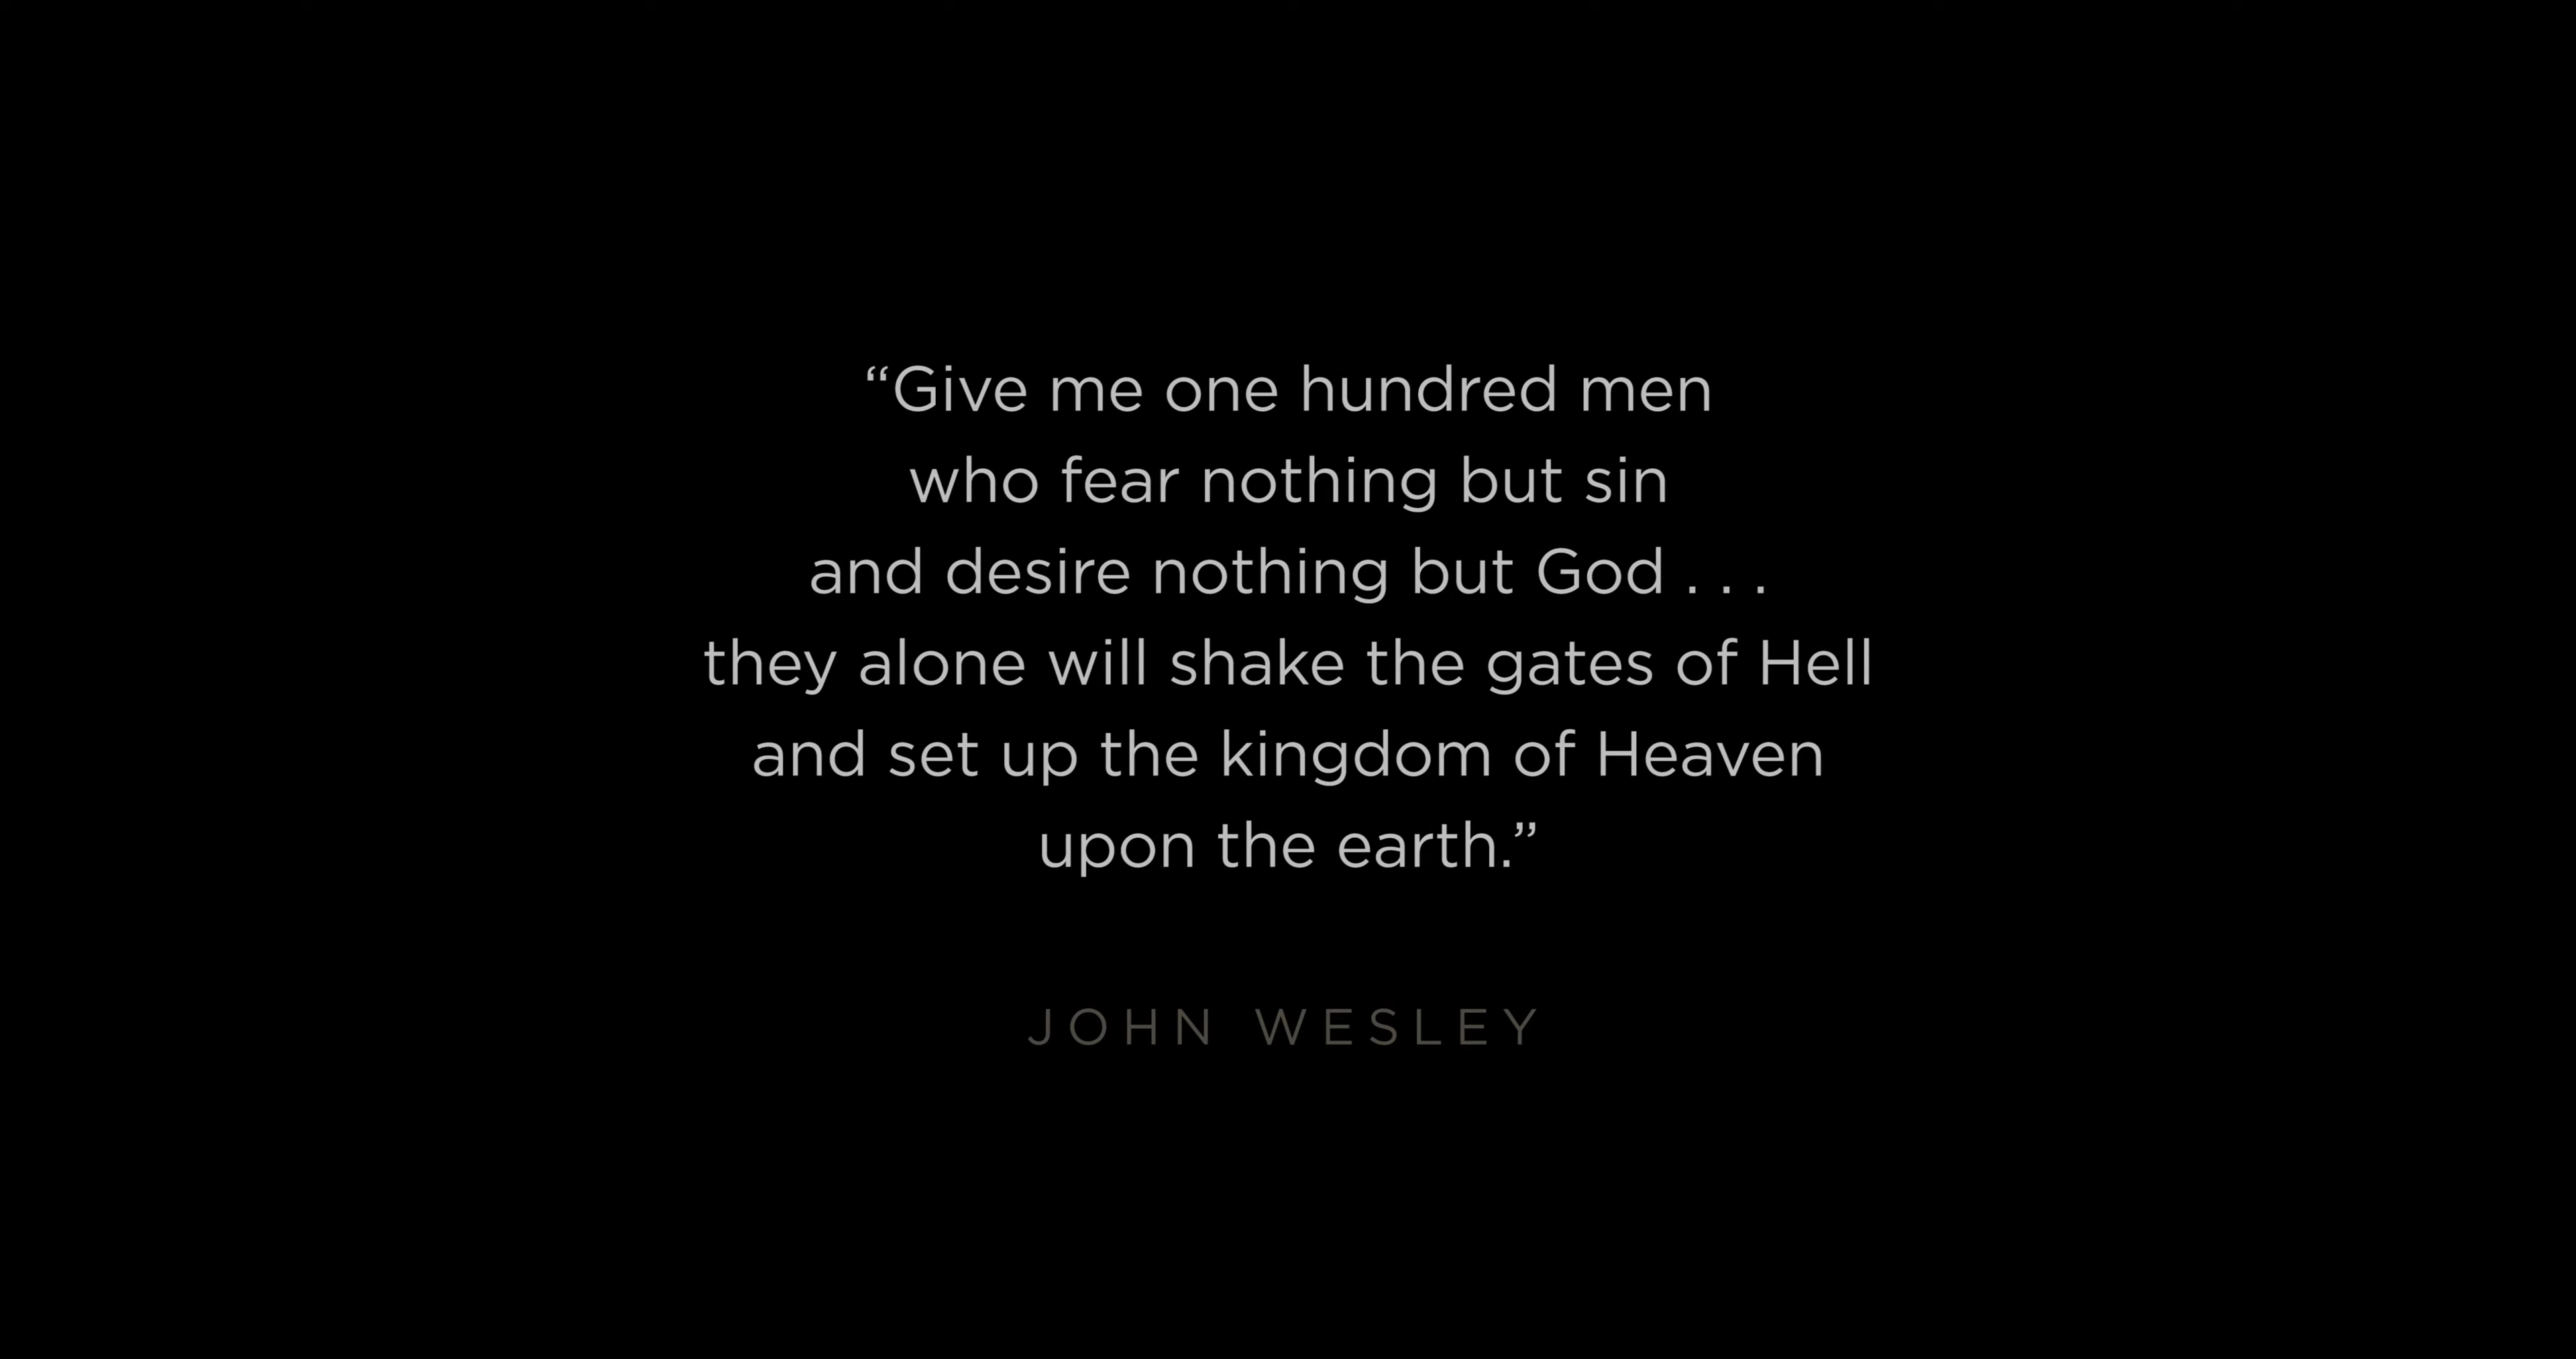 “Give me one hundred men
who fear nothing but sin
and desire nothing but God . . .
they alone will shake the gates of Hell
and set up the kingdom of Heaven
upon the earth.”
JOHN WESLEY